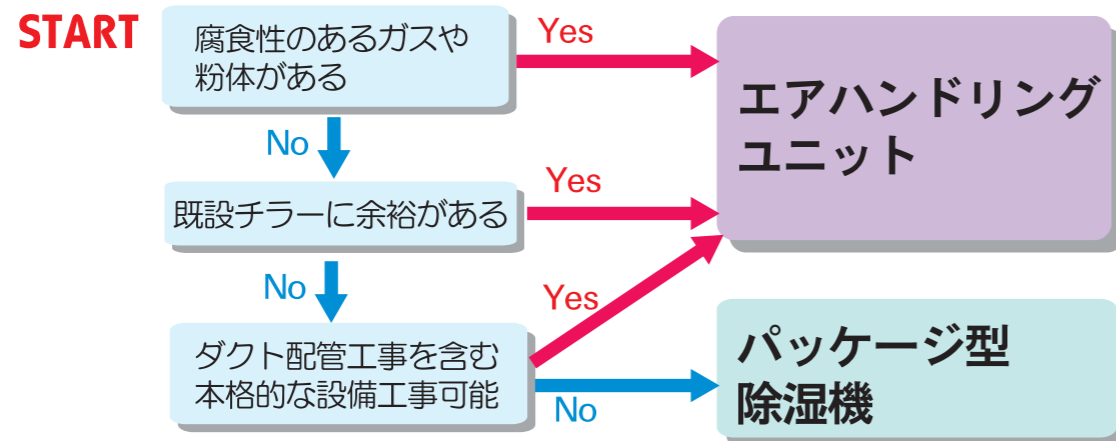 START
腐食性のあるガスや
粉体がある
Yes
エアハンドリング
ユニット
No
既設チラーに余裕がある
Yes
No
ダクト配管工事を含む
本格的な設備工事可能
Yes
No
パッケージ型
除湿機